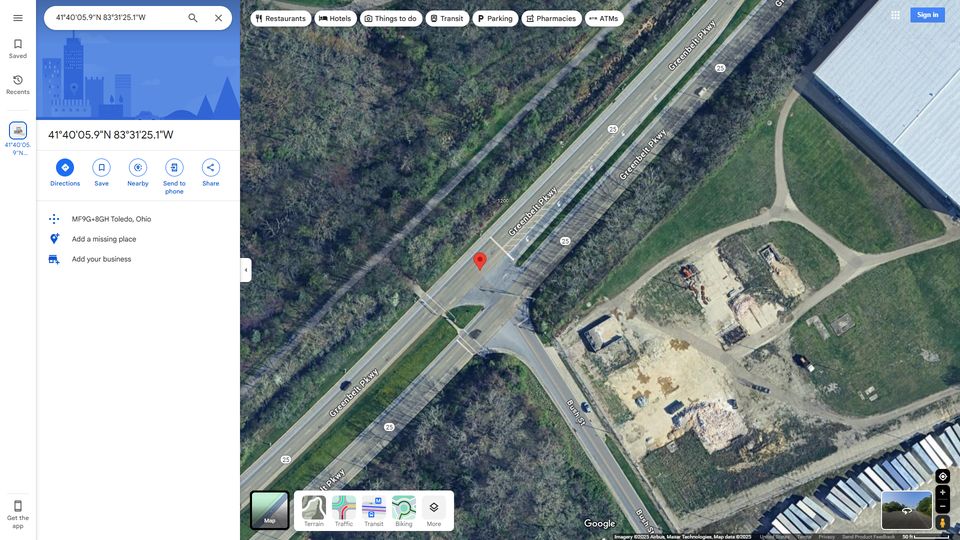 41°40'05.9"N 83°31'25.1"W
Restaurants
Hotels
Things to do
Transit
Parking
Pharmacies
ATMs
Sign in
Saved
Recents
41°40'05.
9"N...
41°40'05.9"N 83°31'25.1"W
Directions
Save
Nearby
Send to
phone
Share
MF9G+8GH Toledo, Ohio
Add a missing place
Add your business
Get the
app
Greenbelt Pkwy
25
25
Greenbelt Pkwy
1200
Greenbelt Pkwy
25
Greenbelt Pkwy
25
25
lt Pkwy
Bush St
Bush St
Map
Terrain
Traffic
Transit
Biking
More
Google
Imagery ©2025 Airbus, Maxar Technologies, Map data ©2025
United States
Terms
Privacy
Send Product Feedback
50 ft